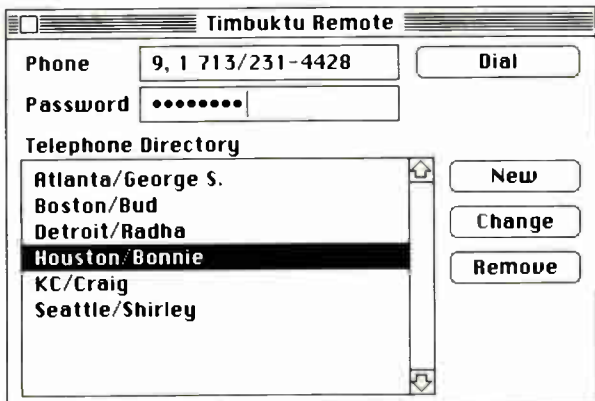 Timbuktu Remote
Phone 9, 1 713/231-4428 Dial
Password ••••••••
Telephone Directory
Atlanta/George S.
Boston/Bud
Detroit/Radha
Houston/Bonnie
KC/Craig
Seattle/Shirley
New
Change
Remove